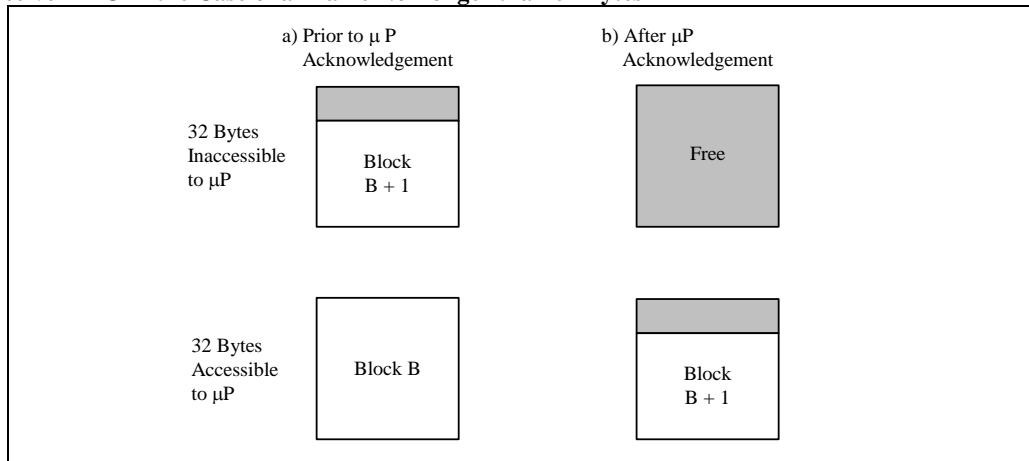 a) Prior to µ P
Acknowledgement
b) After µP
Acknowledgement
32 Bytes
Inaccessible
to µP
Block
B + 1
Free
32 Bytes
Accessible
to µP
Block B
Block
B + 1